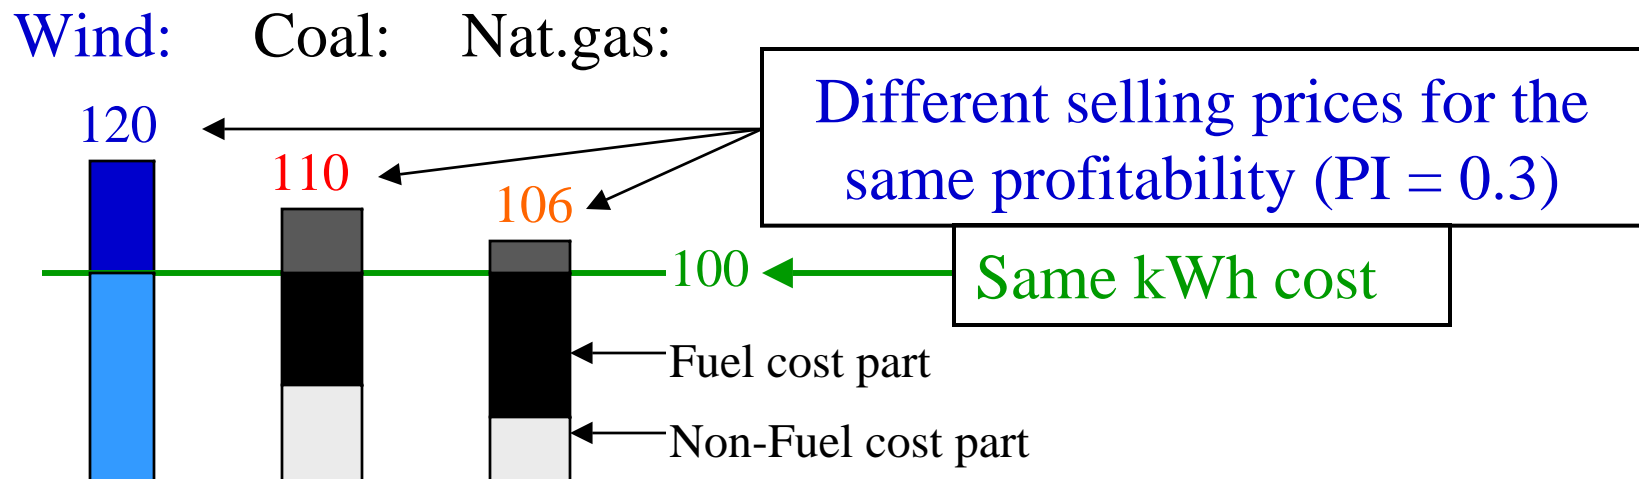 Wind: Coal: Nat.gas:
Different selling prices for the
same profitability (PI = 0.3)
120
110
106
100
Same kWh cost
Fuel cost part
Non-Fuel cost part